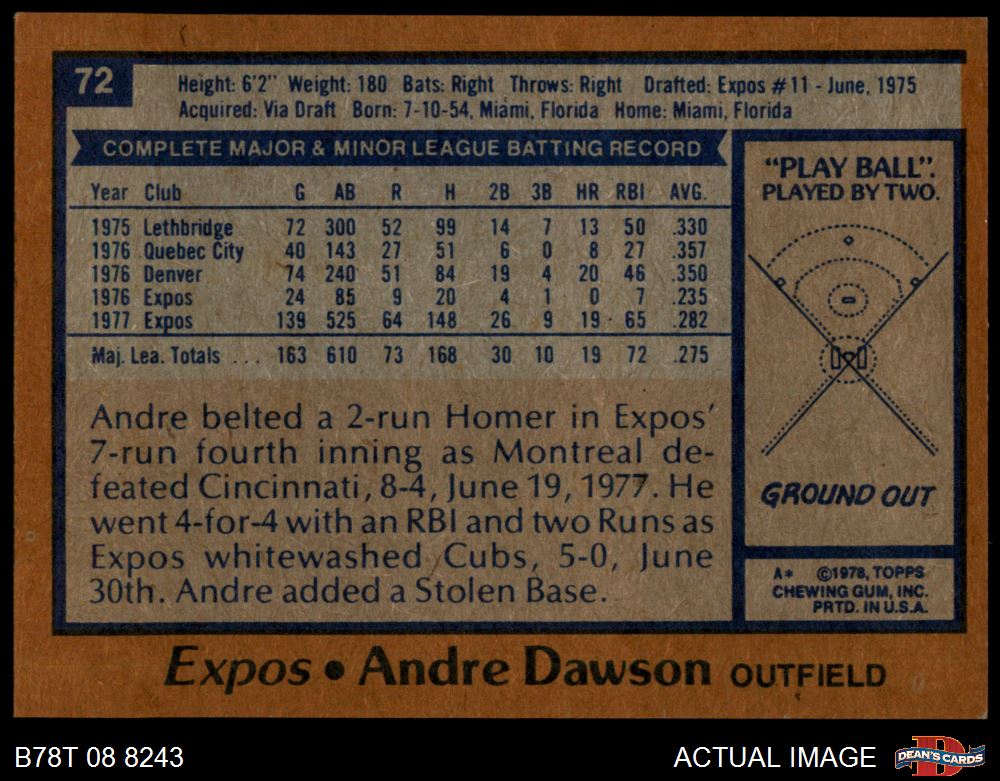 72
Height: 6'2" Weight: 180 Bats: Right Throws: Right Drafted: Expos #11 - June, 1975
Acquired: Via Draft Born: 7-10-54, Miami, Florida Home: Miami, Florida
COMPLETE MAJOR & MINOR LEAGUE BATTING RECORD
Year Club G AB R H 2B 3B HR RBI AVG.
1975 Lethbridge 72 300 52 99 14 7 13 50 .330
1976 Quebec City 40 143 27 51 6 0 8 27 .357
1976 Denver 74 240 51 84 19 4 20 46 .350
1976 Expos 24 85 9 20 4 1 0 7 .235
1977 Expos 139 525 64 148 26 9 19 65 .282
Maj. Lea. Totals . . . 163 610 73 168 30 10 19 72 .275
Andre belted a 2-run Homer in Expos'
7-run fourth inning as Montreal de-
feated Cincinnati, 8-4, June 19, 1977. He
went 4-for-4 with an RBI and two Runs as
Expos whitewashed Cubs, 5-0, June
30th. Andre added a Stolen Base.
"PLAY BALL".
PLAYED BY TWO.
GROUND OUT
A* ©1978, TOPPS
CHEWING GUM, INC.
PRTD. IN U.S.A.
Expos • Andre Dawson OUTFIELD
B78T 08 8243
ACTUAL IMAGE
D
DEAN'S CARDS